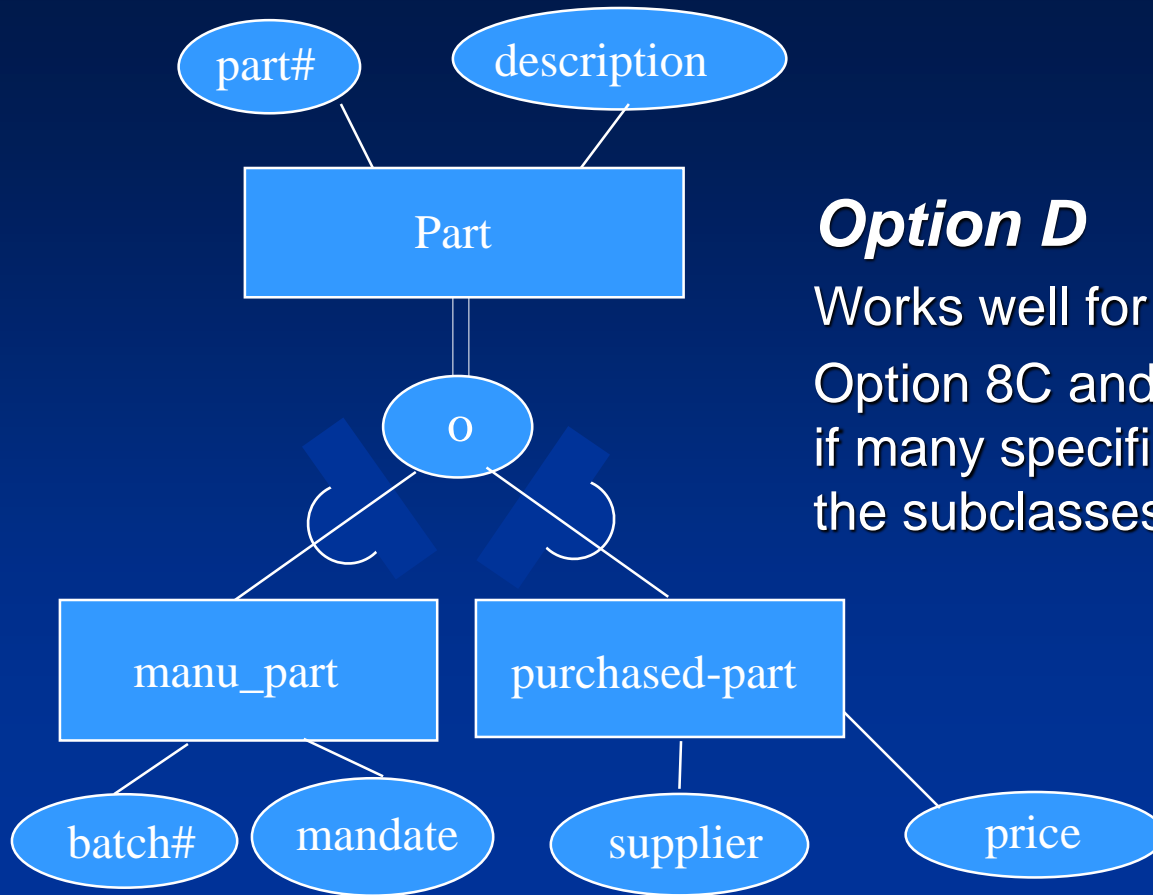 part#
description
Part
Option D
Works well for
Option 8C and
if many specifi
the subclasses
o
manu_part
purchased-part
batch#
mandate
supplier
price